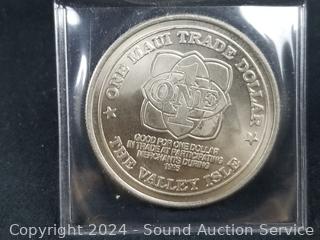 ONE MAUI TRADE DOLLAR
ONE
GOOD FOR ONE DOLLAR
IN TRADE AT PARTICIPATING
MERCHANTS DURING
THE VALLEY ISLE
Copyright 2024 - Sound Auction Service